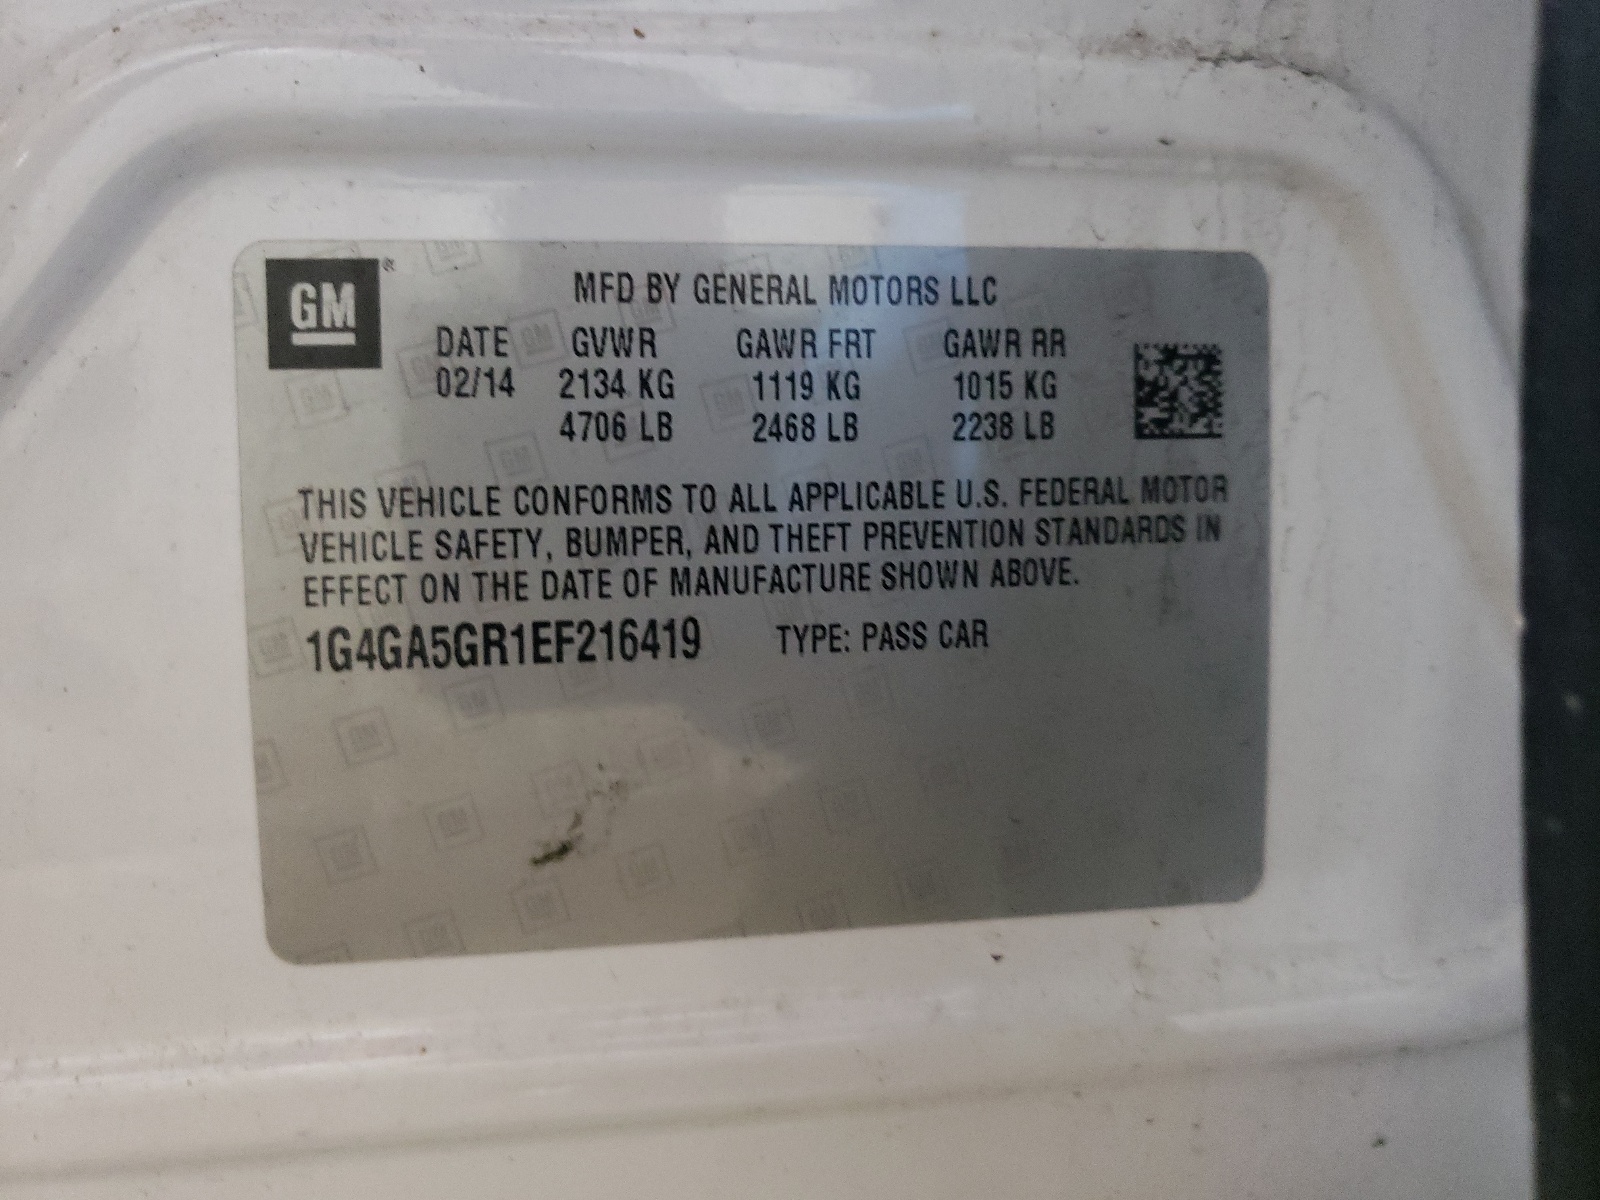 GM®
MFD BY GENERAL MOTORS LLC
DATE GVWR GAWR FRT GAWR RR
02/14 2134 KG 1119 KG 1015 KG
4706 LB 2468 LB 2238 LB
THIS VEHICLE CONFORMS TO ALL APPLICABLE U.S. FEDERAL MOTOR
VEHICLE SAFETY, BUMPER, AND THEFT PREVENTION STANDARDS IN
EFFECT ON THE DATE OF MANUFACTURE SHOWN ABOVE.
1G4GA5GR1EF216419 TYPE: PASS CAR